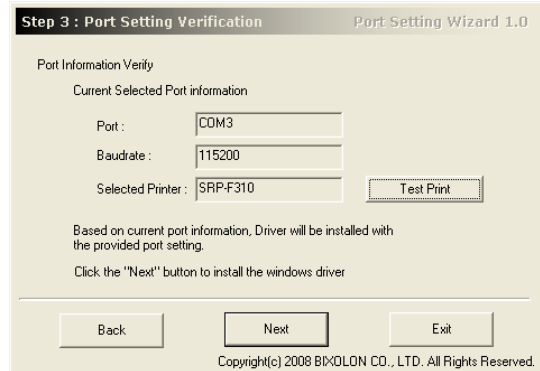 Step 3 : Port Setting Verification Port Setting Wizard 1.0
Port Information Verify
Current Selected Port information
Port : COM3
Baudrate : 115200
Selected Printer : SRP-F310 Test Print
Based on current port information, Driver will be installed with
the provided port setting.
Click the "Next" button to install the windows driver
Back Next Exit
Copyright(c) 2008 BIXOLON CO., LTD. All Rights Reserved.